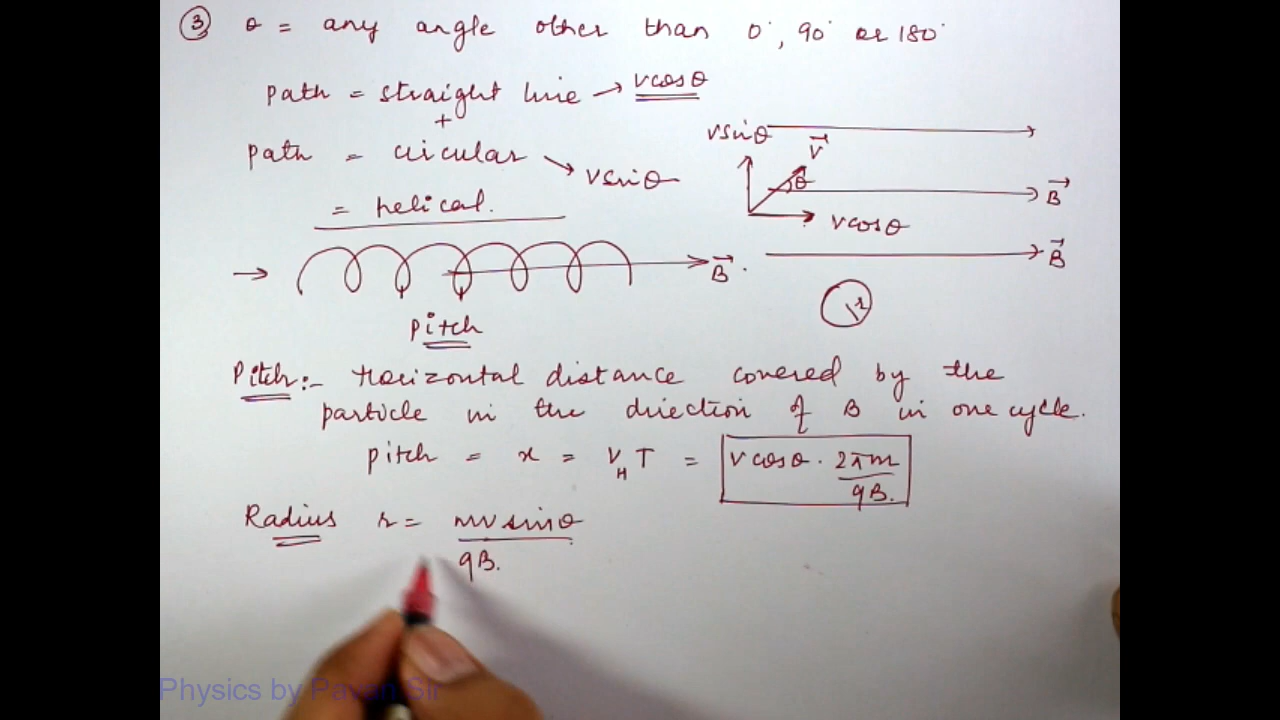 ③ θ = any angle other than 0°, 90° or 180°
path = straight line → vcosθ
+
path = circular → vsinθ
= helical.
vsinθ
v⃗
θ
B⃗
vcosθ
B⃗
B⃗.
r
pitch
Pitch:- Horizontal distance covered by the
particle in the direction of B in one cycle.
pitch = x = v_H T = vcosθ · 2πm/qB.
Radius r = mvsinθ/qB.
Physics by Pavan Sir